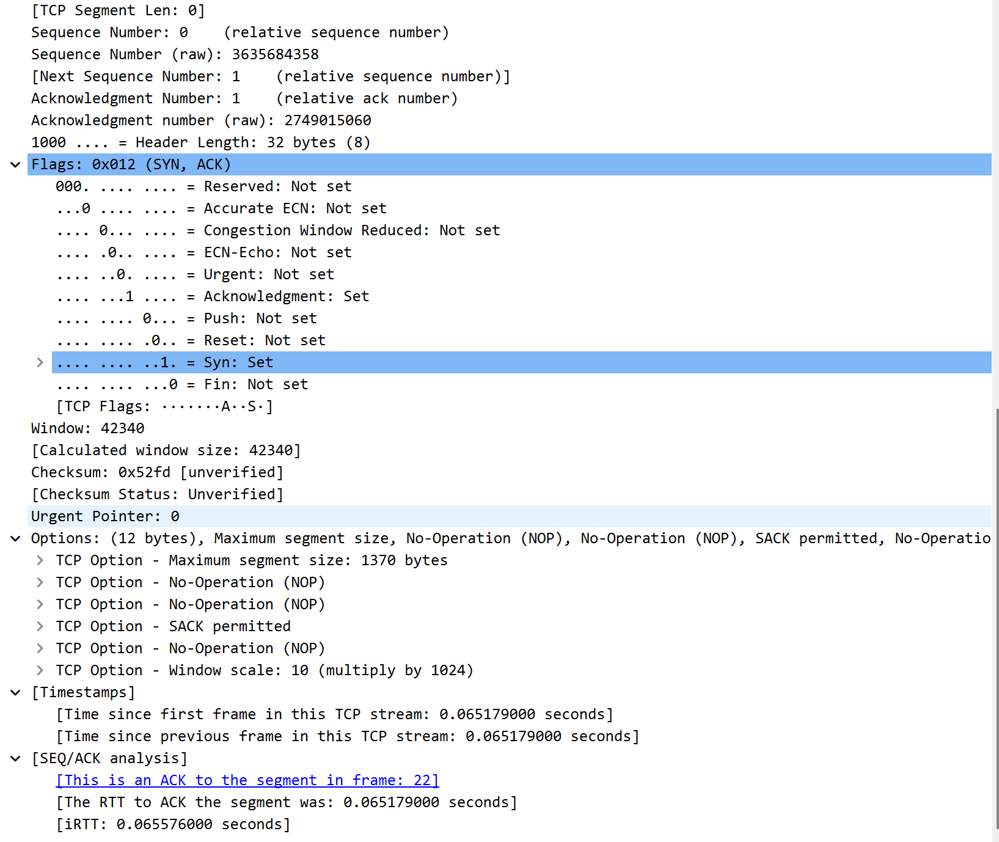 [TCP Segment Len: 0]
Sequence Number: 0    (relative sequence number)
Sequence Number (raw): 3635684358
[Next Sequence Number: 1    (relative sequence number)]
Acknowledgment Number: 1    (relative ack number)
Acknowledgment number (raw): 2749015060
1000 .... = Header Length: 32 bytes (8)
Flags: 0x012 (SYN, ACK)
000. .... .... = Reserved: Not set
...0 .... .... = Accurate ECN: Not set
.... 0... .... = Congestion Window Reduced: Not set
.... .0.. .... = ECN-Echo: Not set
.... ..0. .... = Urgent: Not set
.... ...1 .... = Acknowledgment: Set
.... .... 0... = Push: Not set
.... .... .0.. = Reset: Not set
.... .... ..1. = Syn: Set
.... .... ...0 = Fin: Not set
[TCP Flags: ·······A··S·]
Window: 42340
[Calculated window size: 42340]
Checksum: 0x52fd [unverified]
[Checksum Status: Unverified]
Urgent Pointer: 0
Options: (12 bytes), Maximum segment size, No-Operation (NOP), No-Operation (NOP), SACK permitted, No-Operatio
TCP Option - Maximum segment size: 1370 bytes
TCP Option - No-Operation (NOP)
TCP Option - No-Operation (NOP)
TCP Option - SACK permitted
TCP Option - No-Operation (NOP)
TCP Option - Window scale: 10 (multiply by 1024)
[Timestamps]
[Time since first frame in this TCP stream: 0.065179000 seconds]
[Time since previous frame in this TCP stream: 0.065179000 seconds]
[SEQ/ACK analysis]
[This is an ACK to the segment in frame: 22]
[The RTT to ACK the segment was: 0.065179000 seconds]
[iRTT: 0.065576000 seconds]